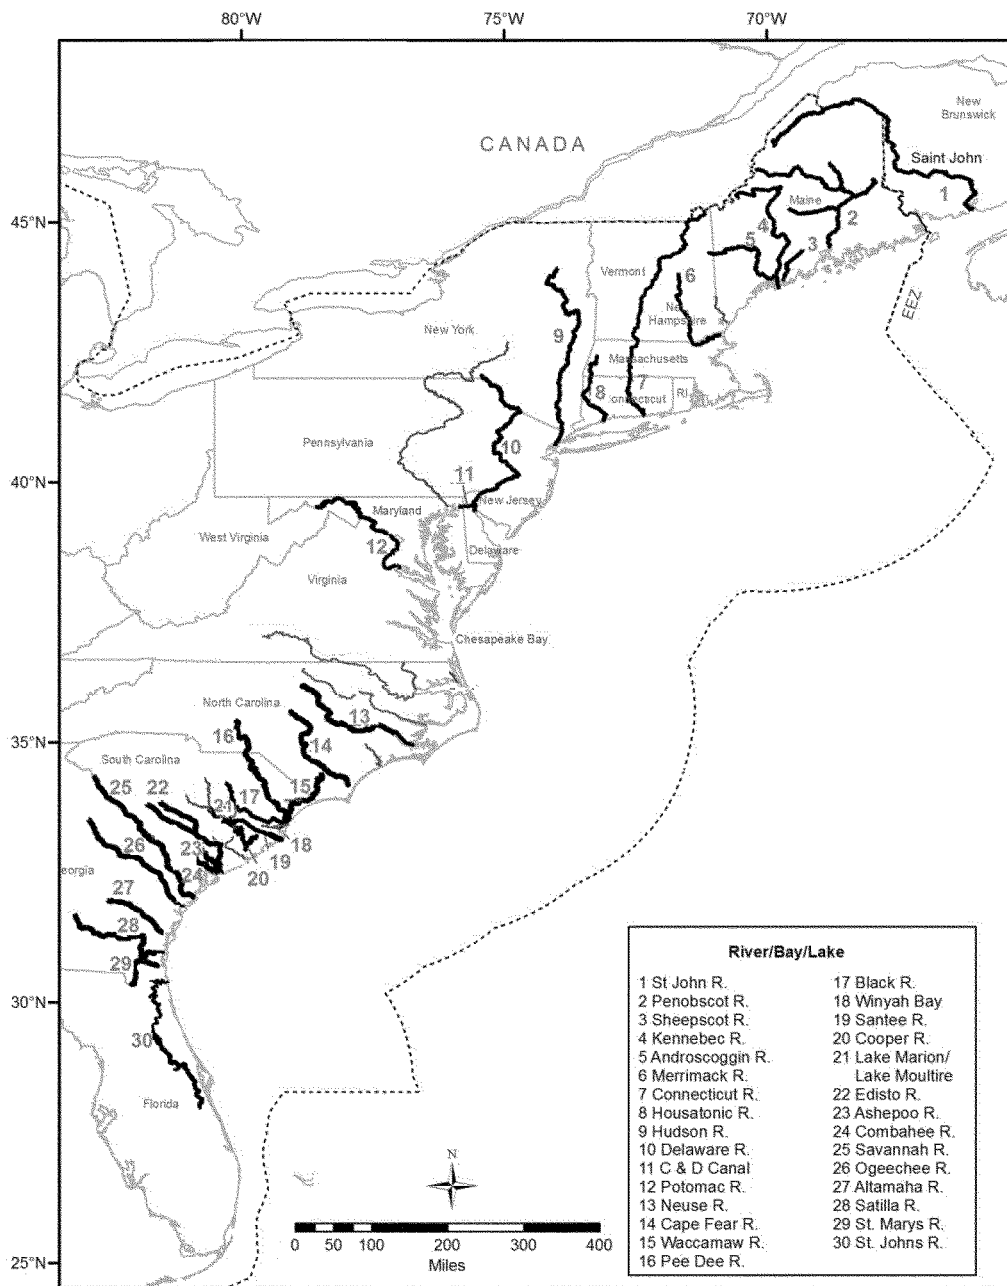 80°W 75°W 70°W
45°N
40°N
35°N
30°N
25°N
CANADA
New
Brunswick
Saint John
1
Maine
2
3
4
5
6
Vermont
EEZ
New York
New
Hampshire
9
Massachusetts
7
8
onnecticut
RI
Pennsylvania
10
11
New Jersey
Maryland
West Virginia
12
Delaware
Virginia
Chesapeake Bay
North Carolina
13
16
14
South Carolina
25
22
15
17
21
18
26
23
19
24
20
eorgia
27
28
29
30
Florida
N
0 50 100 200 300 400
Miles
River/Bay/Lake
1 St John R.
2 Penobscot R.
3 Sheepscot R.
4 Kennebec R.
5 Androscoggin R.
6 Merrimack R.
7 Connecticut R.
8 Housatonic R.
9 Hudson R.
10 Delaware R.
11 C & D Canal
12 Potomac R.
13 Neuse R.
14 Cape Fear R.
15 Waccamaw R.
16 Pee Dee R.
17 Black R.
18 Winyah Bay
19 Santee R.
20 Cooper R.
21 Lake Marion/
Lake Moultire
22 Edisto R.
23 Ashepoo R.
24 Combahee R.
25 Savannah R.
26 Ogeechee R.
27 Altamaha R.
28 Satilla R.
29 St. Marys R.
30 St. Johns R.